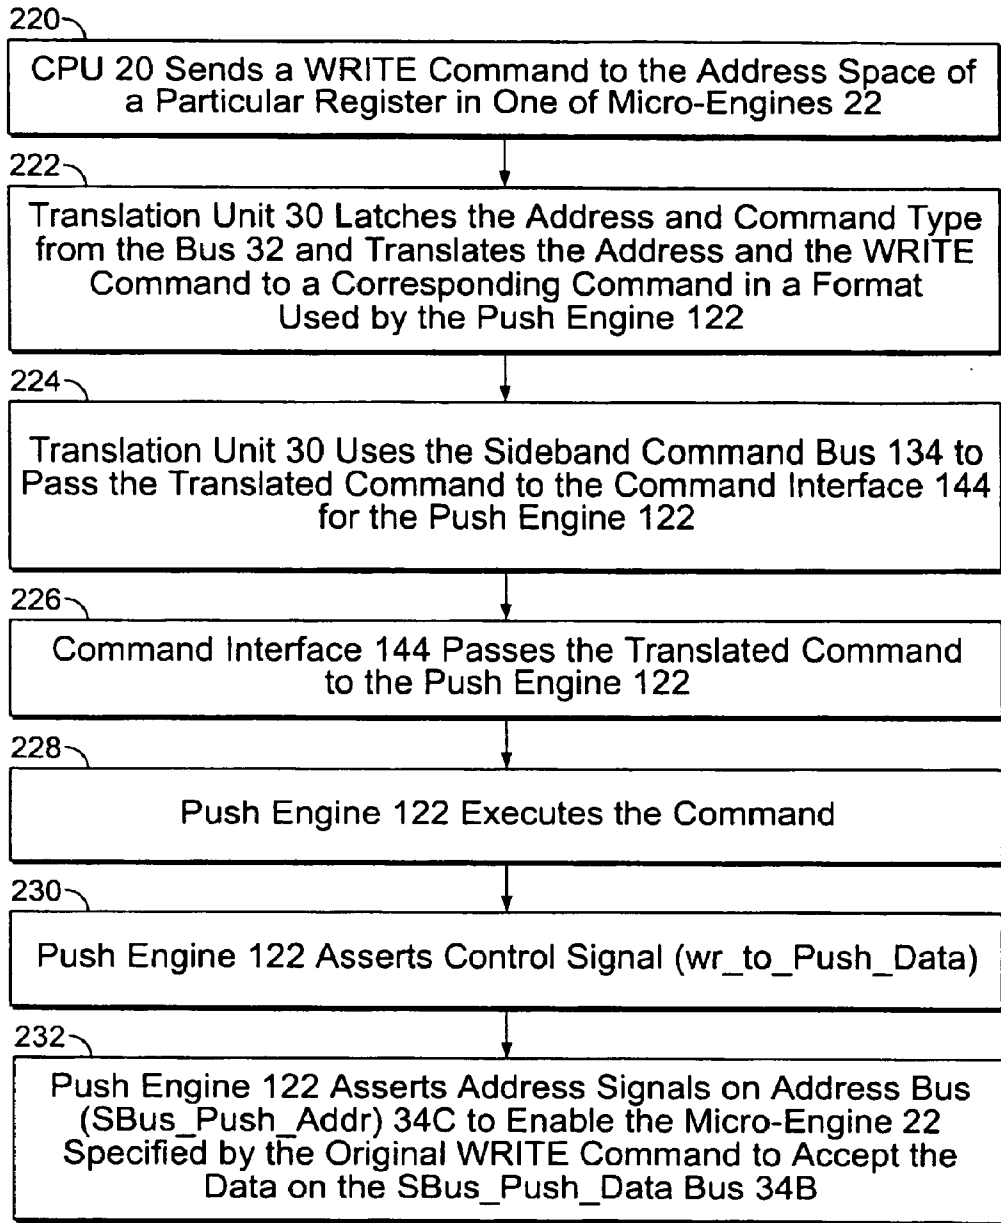 220
CPU 20 Sends a WRITE Command to the Address Space of
a Particular Register in One of Micro-Engines 22
222
Translation Unit 30 Latches the Address and Command Type
from the Bus 32 and Translates the Address and the WRITE
Command to a Corresponding Command in a Format
Used by the Push Engine 122
224
Translation Unit 30 Uses the Sideband Command Bus 134 to
Pass the Translated Command to the Command Interface 144
for the Push Engine 122
226
Command Interface 144 Passes the Translated Command
to the Push Engine 122
228
Push Engine 122 Executes the Command
230
Push Engine 122 Asserts Control Signal (wr_to_Push_Data)
232
Push Engine 122 Asserts Address Signals on Address Bus
(SBus_Push_Addr) 34C to Enable the Micro-Engine 22
Specified by the Original WRITE Command to Accept the
Data on the SBus_Push_Data Bus 34B